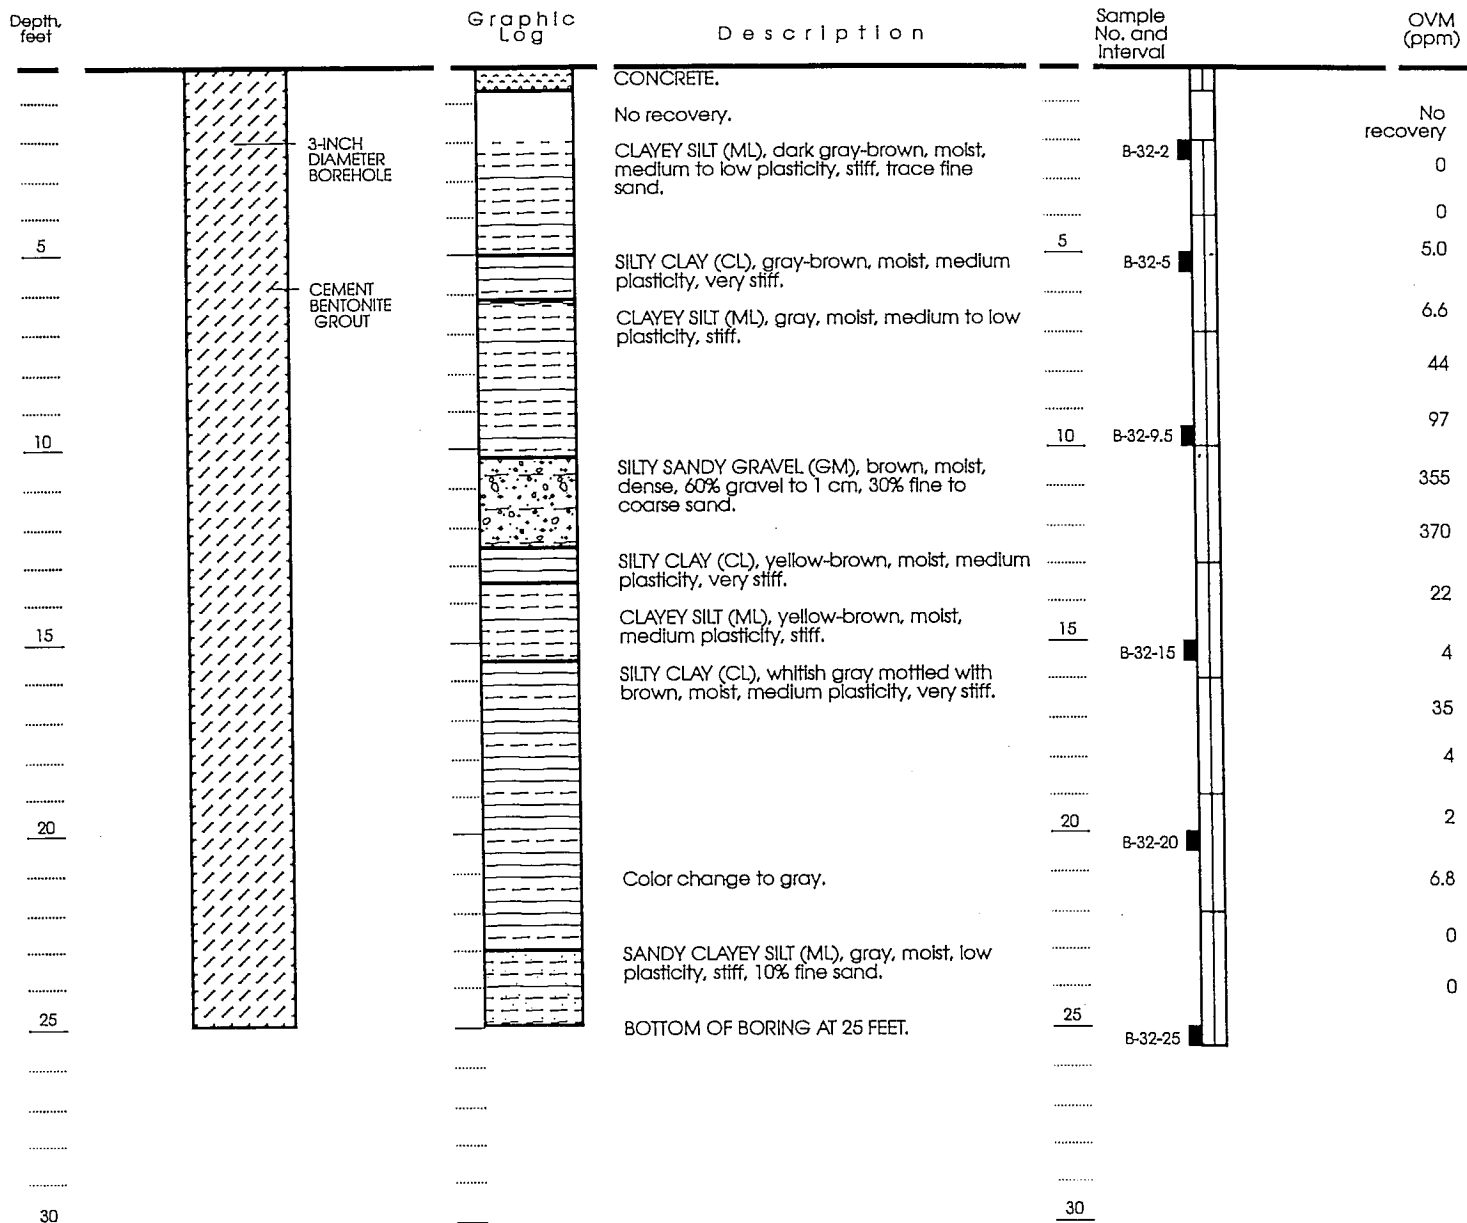 Depth,
feet
Graphic
Log
Description
Sample
No. and
Interval
OVM
(ppm)
CONCRETE.
No recovery.
No
recovery
3-INCH
DIAMETER
BOREHOLE
CLAYEY SILT (ML), dark gray-brown, moist,
medium to low plasticity, stiff, trace fine
sand.
B-32-2
0
0
5
5
SILTY CLAY (CL), gray-brown, moist, medium
plasticity, very stiff.
B-32-5
5.0
CEMENT
BENTONITE
GROUT
CLAYEY SILT (ML), gray, moist, medium to low
plasticity, stiff.
6.6
44
97
10
10
B-32-9.5
SILTY SANDY GRAVEL (GM), brown, moist,
dense, 60% gravel to 1 cm, 30% fine to
coarse sand.
355
370
SILTY CLAY (CL), yellow-brown, moist, medium
plasticity, very stiff.
22
CLAYEY SILT (ML), yellow-brown, moist,
medium plasticity, stiff.
15
15
B-32-15
4
SILTY CLAY (CL), whitish gray mottled with
brown, moist, medium plasticity, very stiff.
35
4
2
20
20
B-32-20
Color change to gray.
6.8
0
SANDY CLAYEY SILT (ML), gray, moist, low
plasticity, stiff, 10% fine sand.
0
25
25
BOTTOM OF BORING AT 25 FEET.
B-32-25
30
30